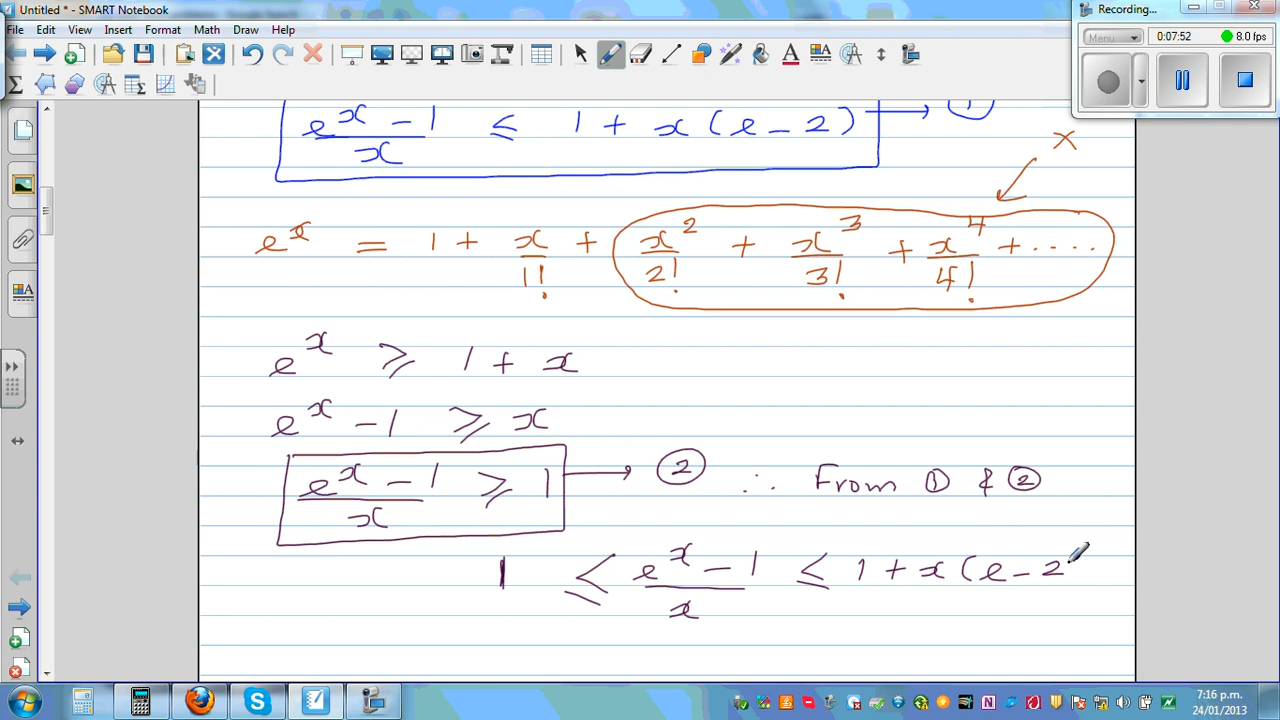 Untitled * - SMART Notebook
File Edit View Insert Format Math Draw Help
Recording...
Menu 0:07:52 8.0 fps
(e^x - 1)/x ≤ 1 + x(e - 2) → ①
x
e^x = 1 + x/1! + x^2/2! + x^3/3! + x^4/4! + ....
e^x ≥ 1 + x
e^x - 1 ≥ x
(e^x - 1)/x ≥ 1 → ② ∴ From ① & ②
1 ≤ (e^x - 1)/x ≤ 1 + x(e - 2
7:16 p.m.
24/01/2013